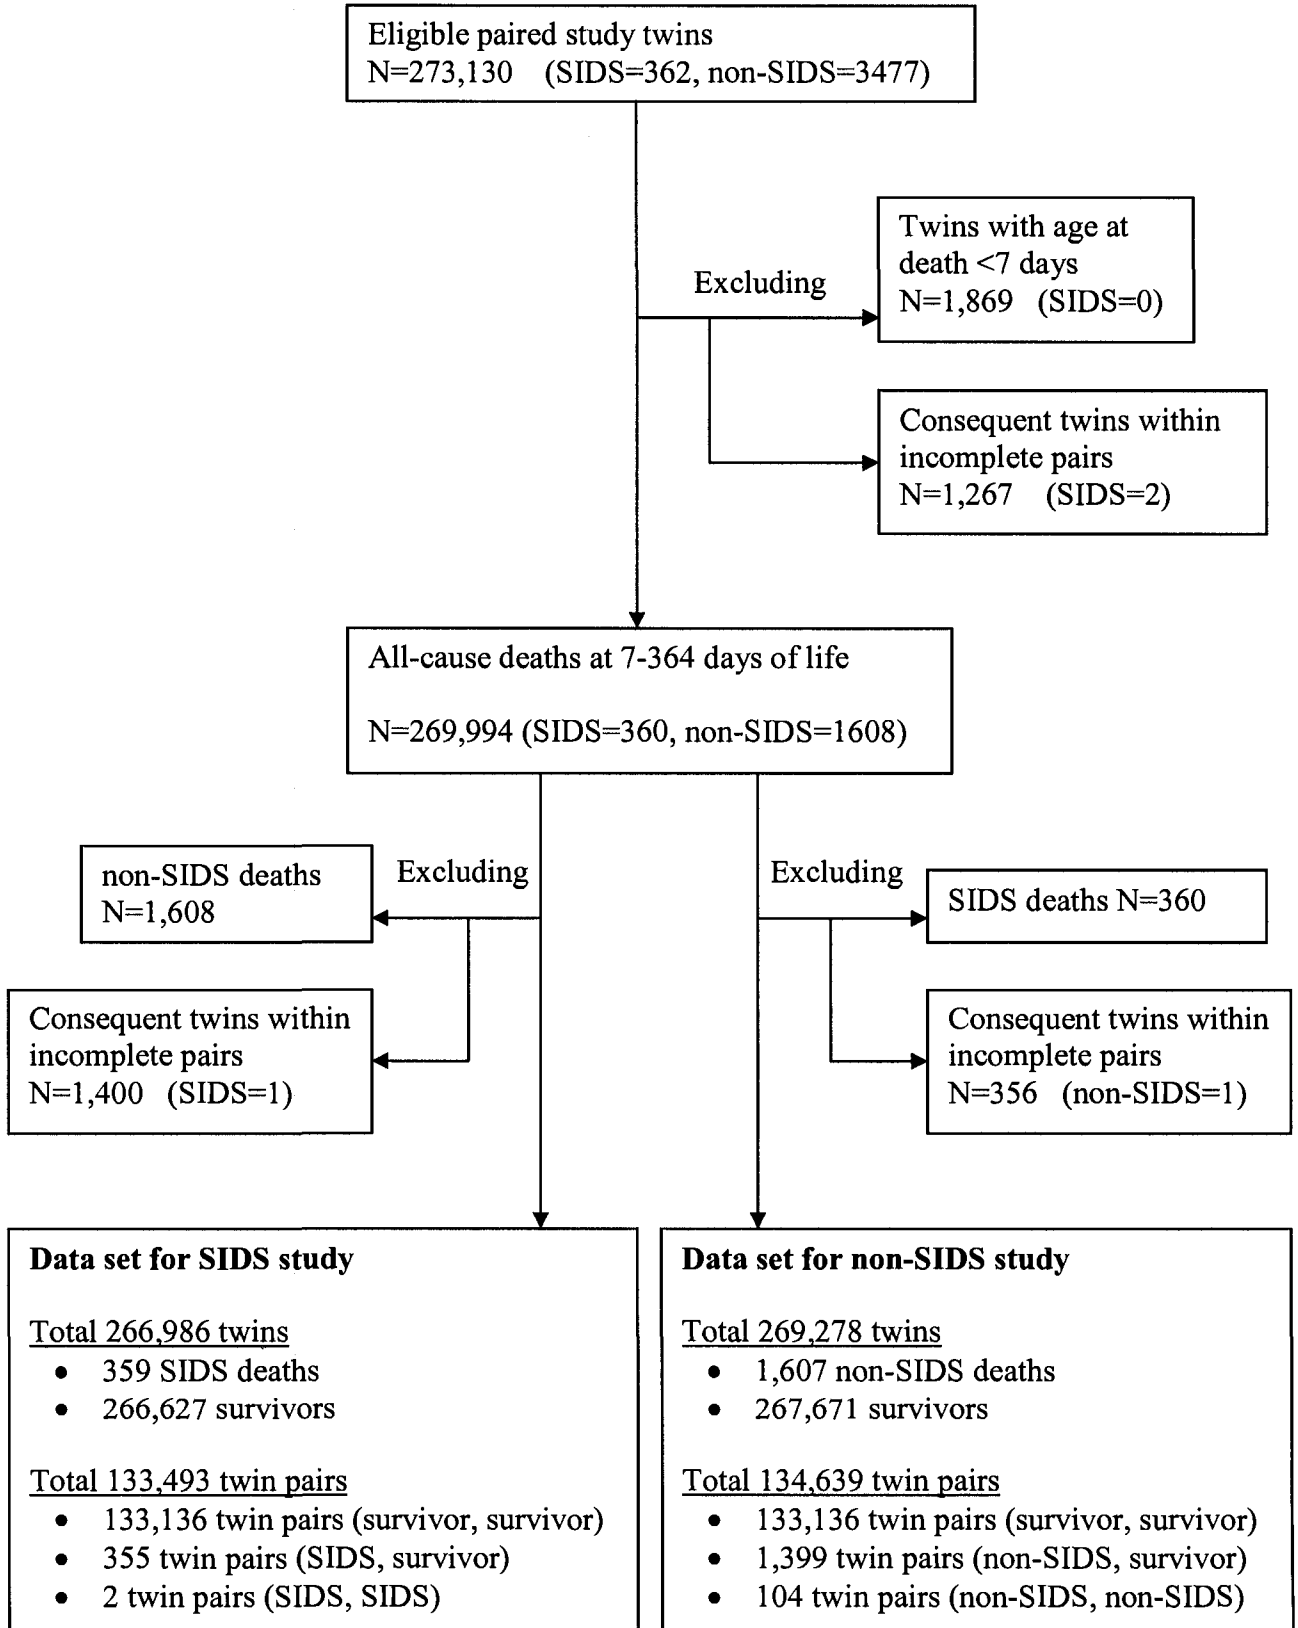 Eligible paired study twins
N=273,130 (SIDS=362, non-SIDS=3477)
Excluding
Twins with age at
death <7 days
N=1,869 (SIDS=0)
Consequent twins within
incomplete pairs
N=1,267 (SIDS=2)
All-cause deaths at 7-364 days of life
N=269,994 (SIDS=360, non-SIDS=1608)
Excluding
non-SIDS deaths
N=1,608
Consequent twins within
incomplete pairs
N=1,400 (SIDS=1)
Excluding
SIDS deaths N=360
Consequent twins within
incomplete pairs
N=356 (non-SIDS=1)
Data set for SIDS study
Total 266,986 twins
• 359 SIDS deaths
• 266,627 survivors
Total 133,493 twin pairs
• 133,136 twin pairs (survivor, survivor)
• 355 twin pairs (SIDS, survivor)
• 2 twin pairs (SIDS, SIDS)
Data set for non-SIDS study
Total 269,278 twins
• 1,607 non-SIDS deaths
• 267,671 survivors
Total 134,639 twin pairs
• 133,136 twin pairs (survivor, survivor)
• 1,399 twin pairs (non-SIDS, survivor)
• 104 twin pairs (non-SIDS, non-SIDS)